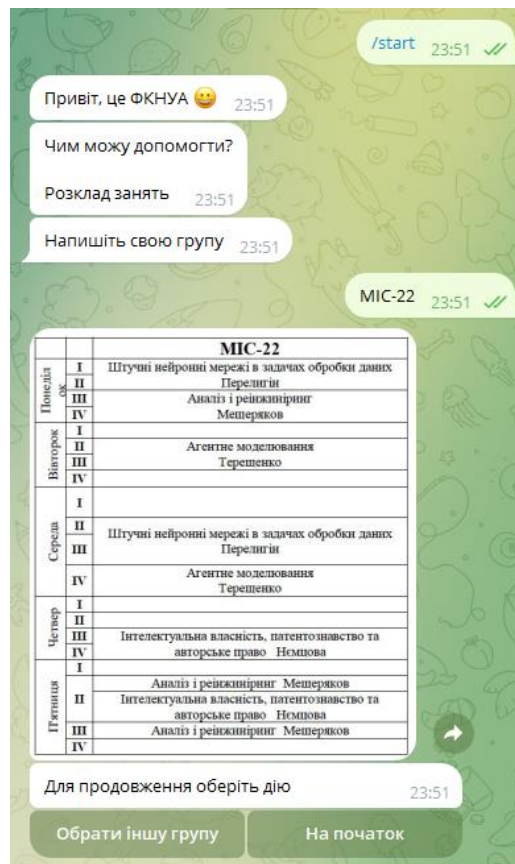 /start 23:51
Привіт, це ФКНУА 😀 23:51
Чим можу допомогти?
Розклад занять 23:51
Напишіть свою групу 23:51
МІС-22 23:51
МІС-22
Понеділ
ок
I Штучні нейронні мережі в задачах обробки даних
II Перелигін
III Аналіз і реінжиніринг
IV Мещеряков
Вівторок
I
II Агентне моделювання
III Терещенко
IV
Середа
I
II Штучні нейронні мережі в задачах обробки даних
III Перелигін
IV Агентне моделювання
Терещенко
Четвер
I
II
III Інтелектуальна власність, патентознавство та
IV авторське право Нємцова
П'ятниця
I
II Аналіз і реінжиніринг Мещеряков
Інтелектуальна власність, патентознавство та
авторське право Нємцова
III Аналіз і реінжиніринг Мещеряков
IV
Для продовження оберіть дію 23:51
Обрати іншу групу
На початок